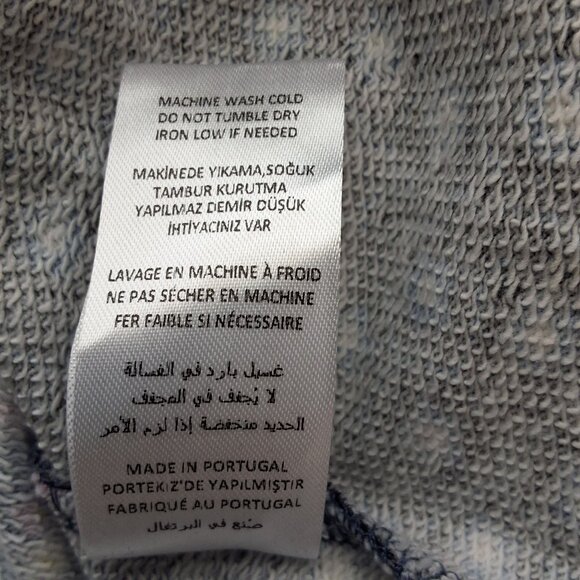 MACHINE WASH COLD
DO NOT TUMBLE DRY
IRON LOW IF NEEDED
MAKİNEDE YIKAMA,SOĞUK
TAMBUR KURUTMA
YAPILMAZ DEMİR DÜŞÜK
İHTİYACINIZ VAR
LAVAGE EN MACHINE À FROID
NE PAS SÉCHER EN MACHINE
FER FAIBLE SI NÉCESSAIRE
غسيل بارد في الغسالة
لا يُجفف في المجفف
الحديد منخفضة إذا لزم الأمر
MADE IN PORTUGAL
PORTEKİZ'DE YAPILMIŞTIR
FABRIQUÉ AU PORTUGAL
صُنع في البرتغال